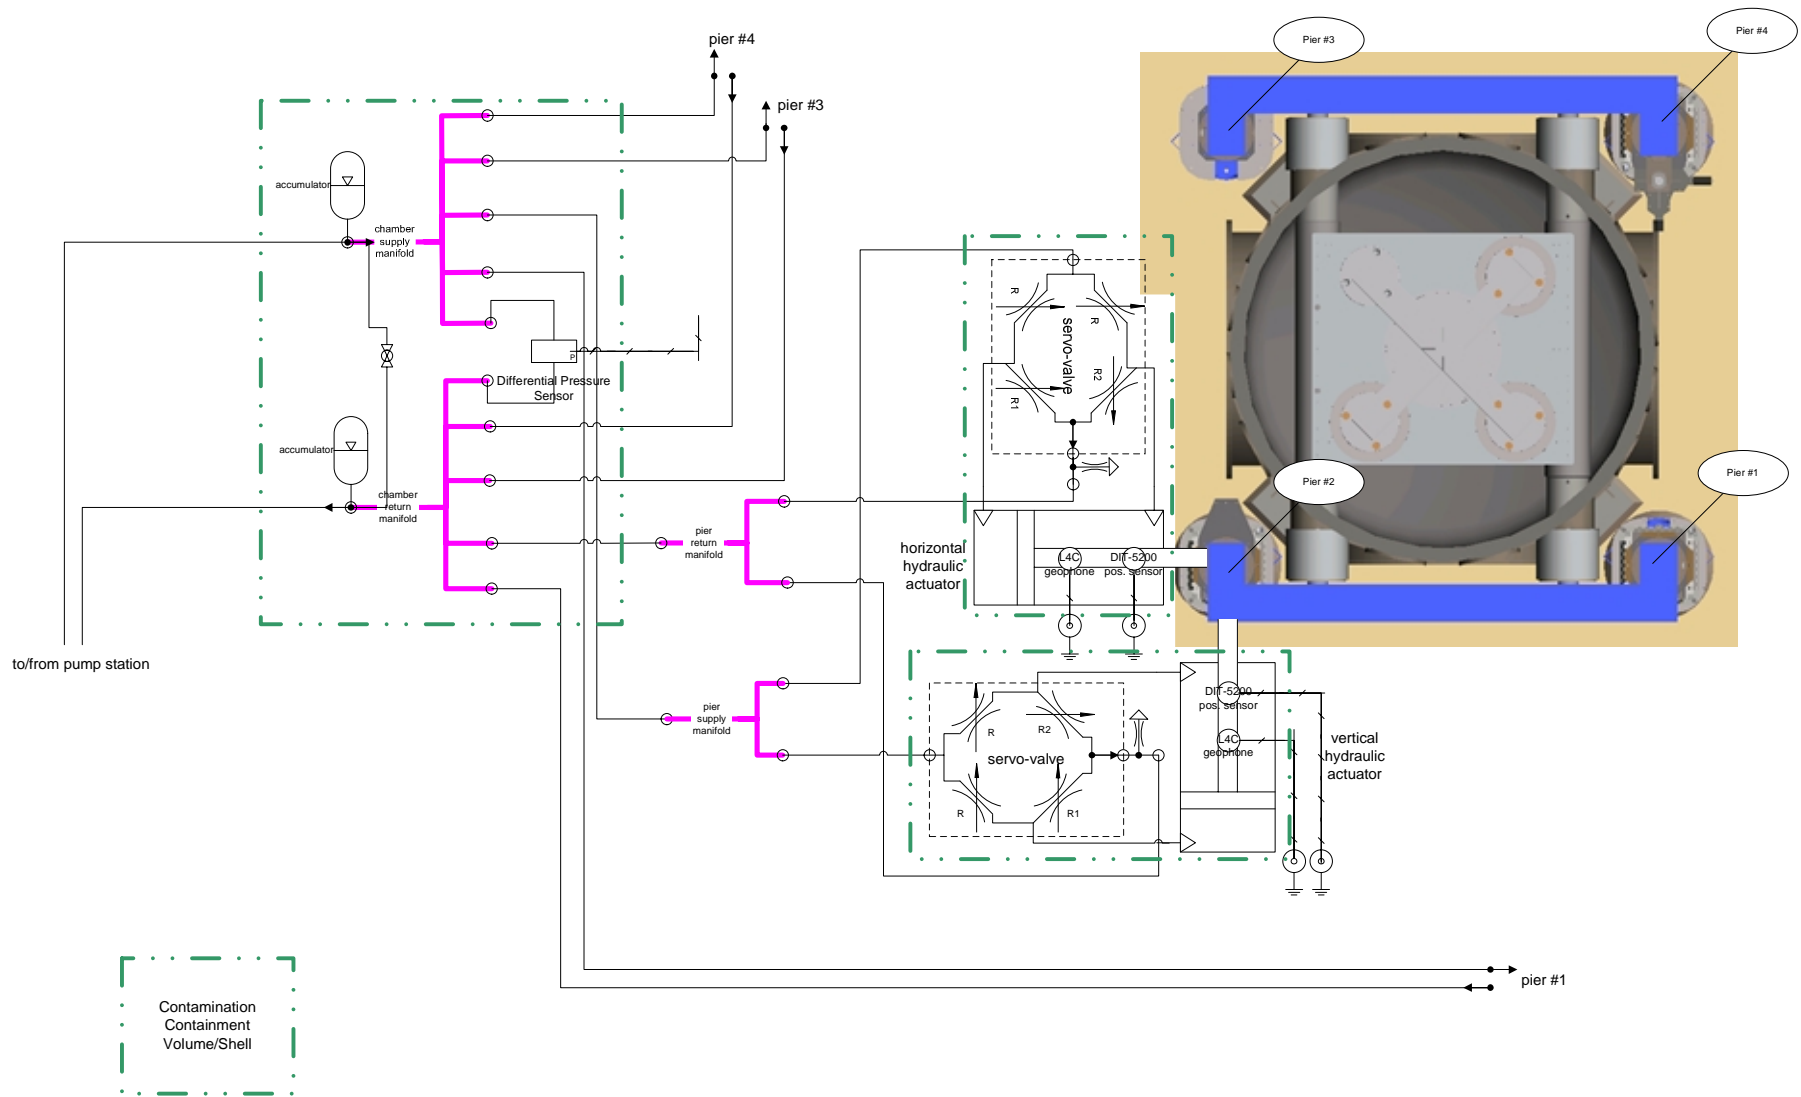 pier #4
pier #3
Pier #3
Pier #4
accumulator
chamber
supply
manifold
R
R
servo-valve
R2
R1
P
Differential Pressure
Sensor
accumulator
chamber
return
manifold
Pier #1
Pier #2
pier
return
manifold
horizontal
hydraulic
actuator
L4C
geophone
DIT-5200
pos. sensor
to/from pump station
pier
supply
manifold
R
R2
servo-valve
R
R1
DIT-5200
pos. sensor
L4C
geophone
vertical
hydraulic
actuator
pier #1
Contamination
Containment
Volume/Shell